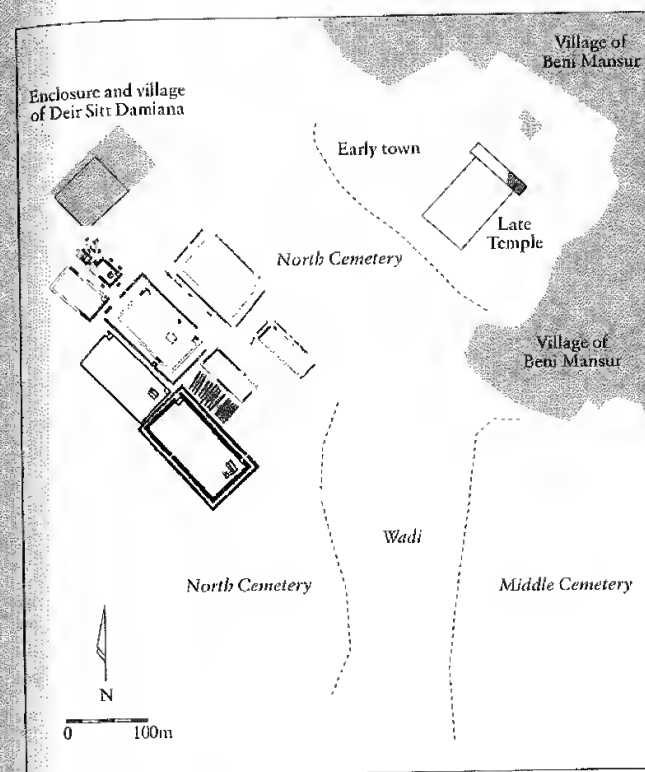 Village of
Beni Mansur
Enclosure and village
of Deir Sitt Damiana
Early town
Late
Temple
North Cemetery
Village of
Beni Mansur
Wadi
North Cemetery
Middle Cemetery
N
0 100m